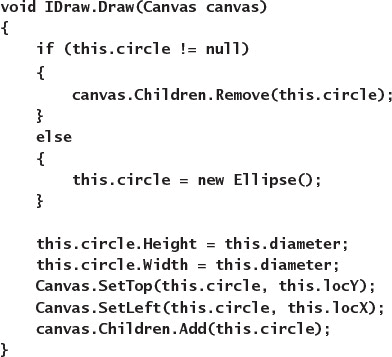 void IDraw.Draw(Canvas canvas)
{
    if (this.circle != null)
    {
        canvas.Children.Remove(this.circle);
    }
    else
    {
        this.circle = new Ellipse();
    }

    this.circle.Height = this.diameter;
    this.circle.Width = this.diameter;
    Canvas.SetTop(this.circle, this.locY);
    Canvas.SetLeft(this.circle, this.locX);
    canvas.Children.Add(this.circle);
}